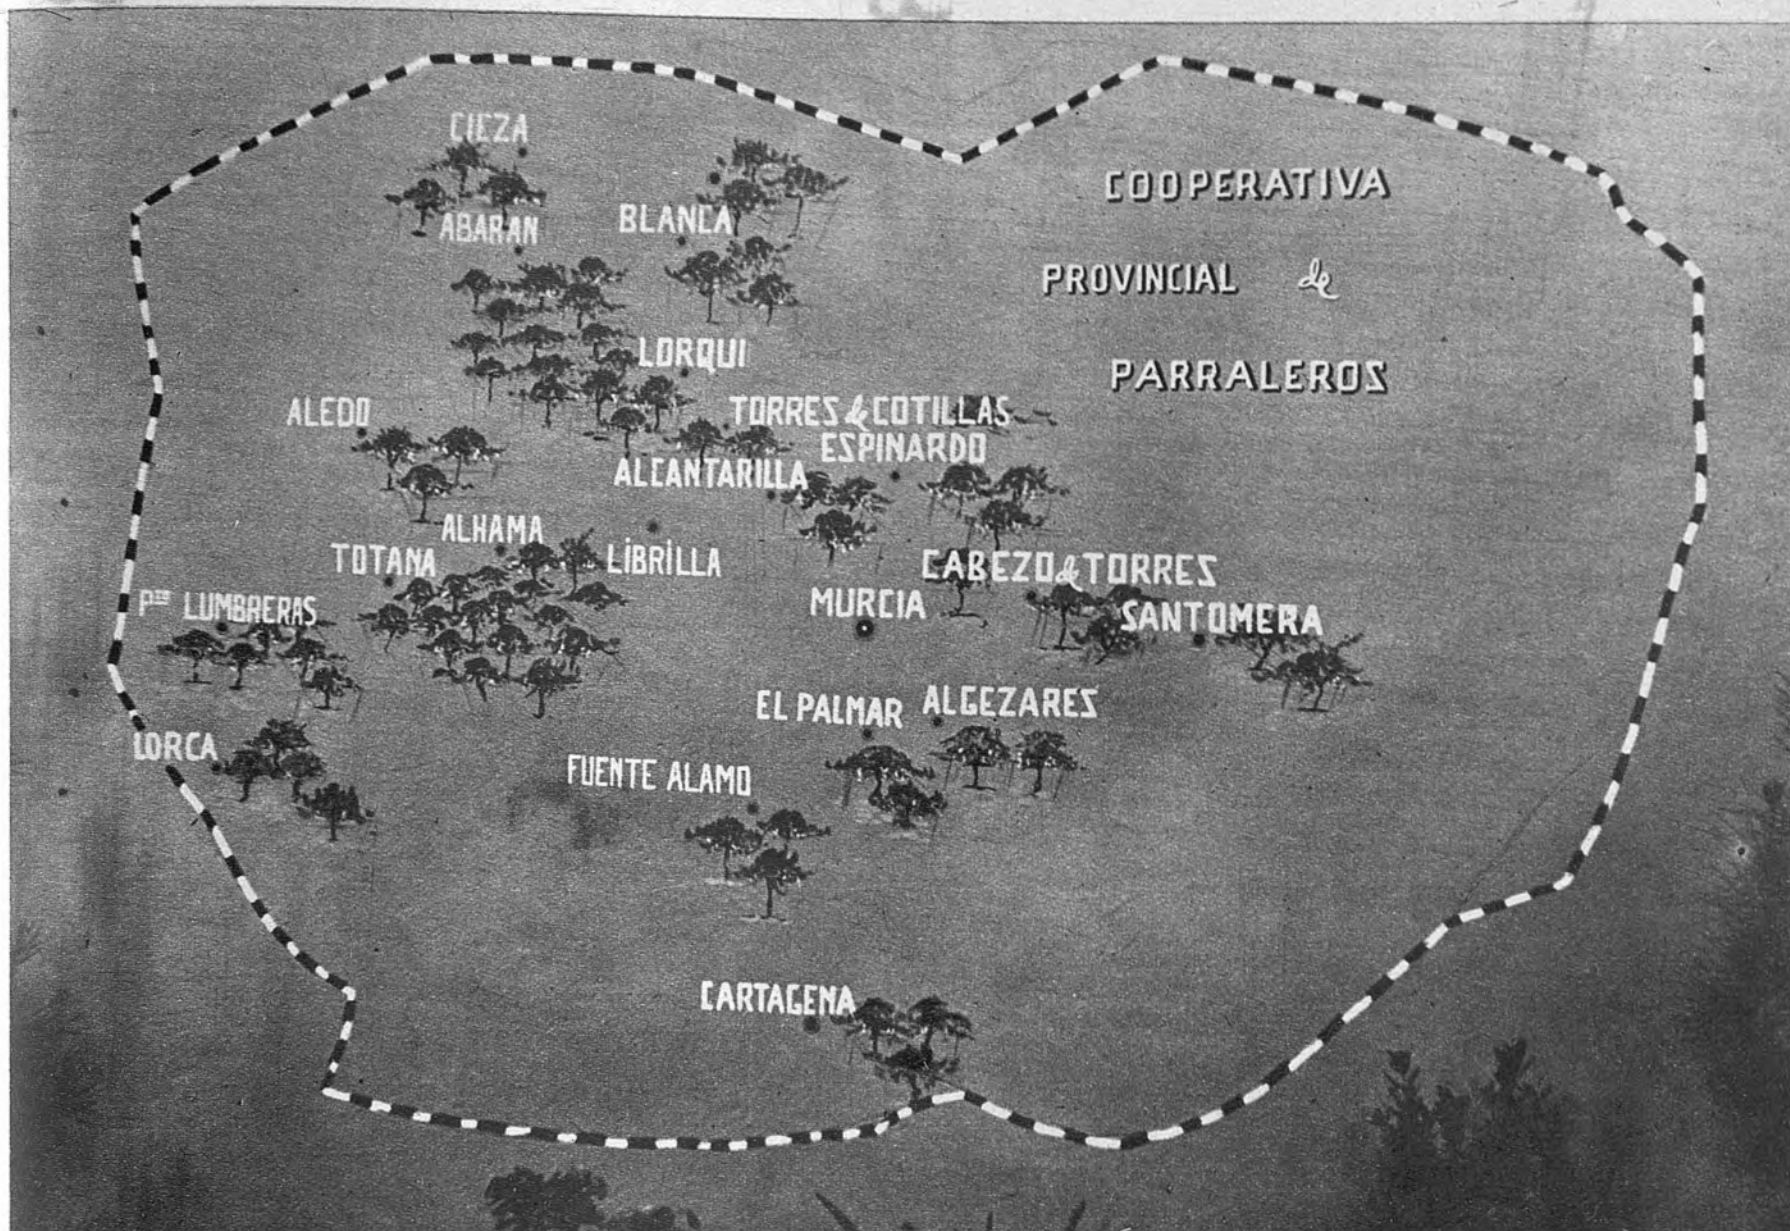 CIEZA
COOPERATIVA
ABARAN
BLANCA
PROVINCIAL de
LORQUI
PARRALEROS
ALEDO
TORRES de COTILLAS
ESPINARDO
ALCANTARILLA
ALHAMA
TOTANA
LIBRILLA
CABEZO de TORRES
Pto LUMBRERAS
MURCIA
SANTOMERA
EL PALMAR
ALGEZARES
LORCA
FUENTE ALAMO
CARTAGENA